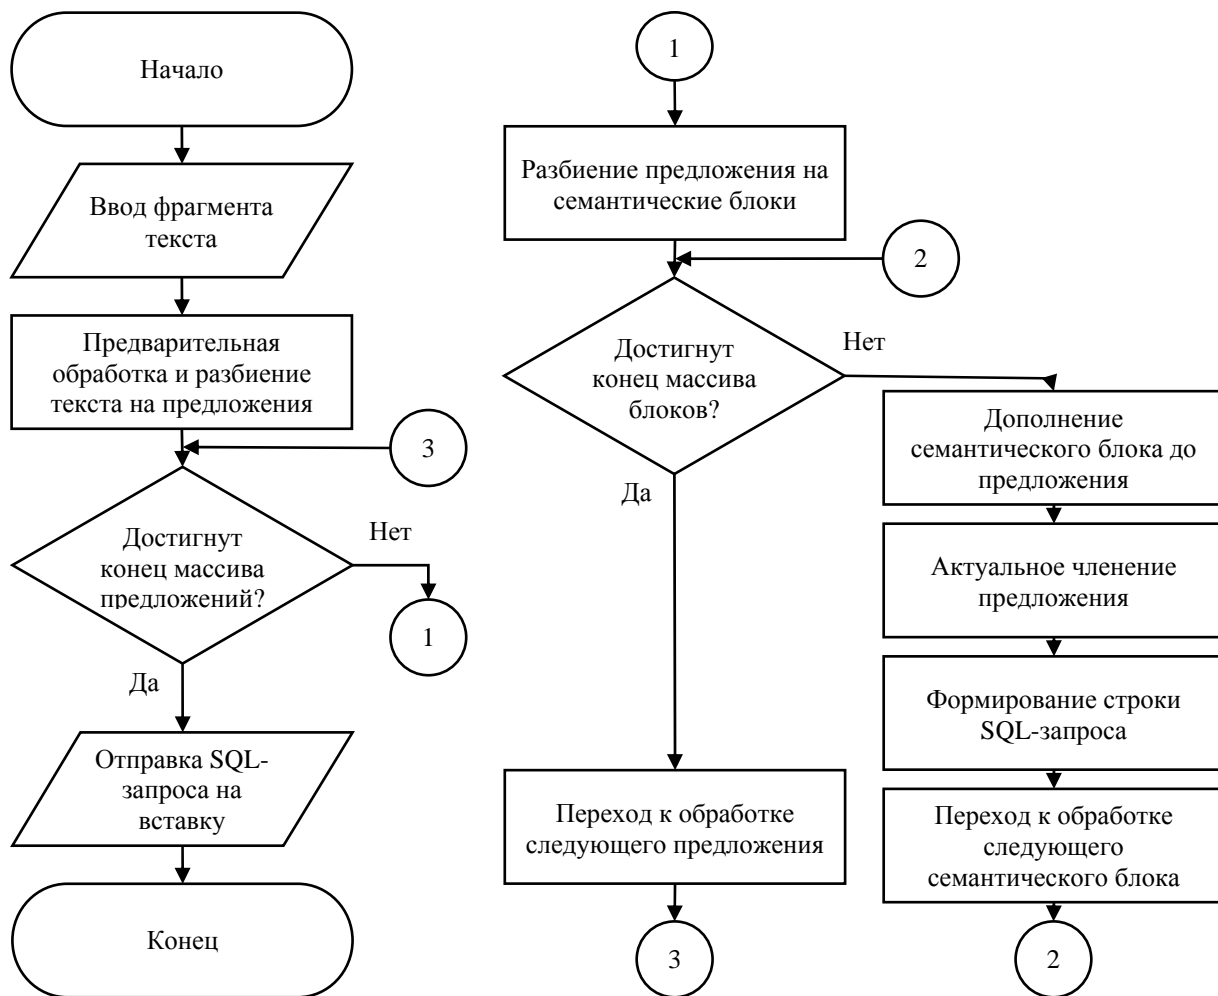 Начало
Ввод фрагмента
текста
Предварительная
обработка и разбиение
текста на предложения
3
Достигнут
конец массива
предложений?
Нет
1
Да
Отправка SQL-
запроса на
вставку
Конец
1
Разбиение предложения на
семантические блоки
2
Достигнут
конец массива
блоков?
Нет
Да
Переход к обработке
следующего предложения
3
Дополнение
семантического блока до
предложения
Актуальное членение
предложения
Формирование строки
SQL-запроса
Переход к обработке
следующего
семантического блока
2